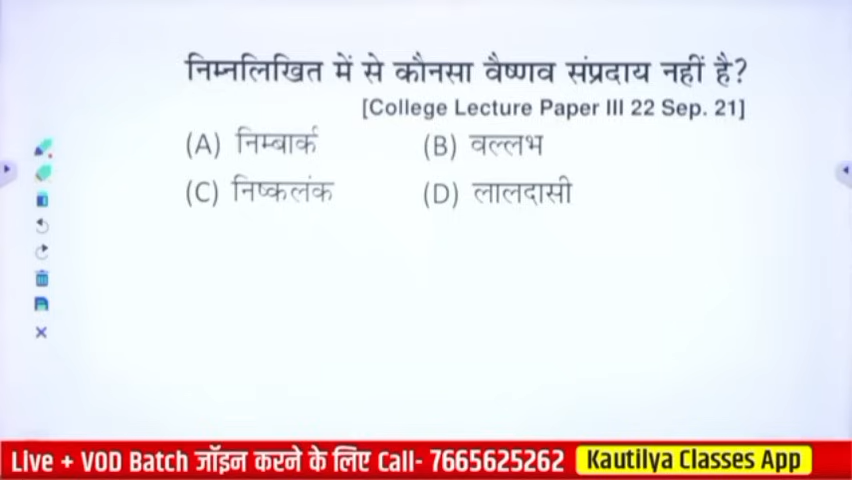 निम्नलिखित में से कौनसा वैष्णव संप्रदाय नहीं है?
[College Lecture Paper III 22 Sep. 21]
(A) निम्बार्क (B) वल्लभ
(C) निष्कलंक (D) लालदासी
Live + VOD Batch जॉइन करने के लिए Call- 7665625262 Kautilya Classes App